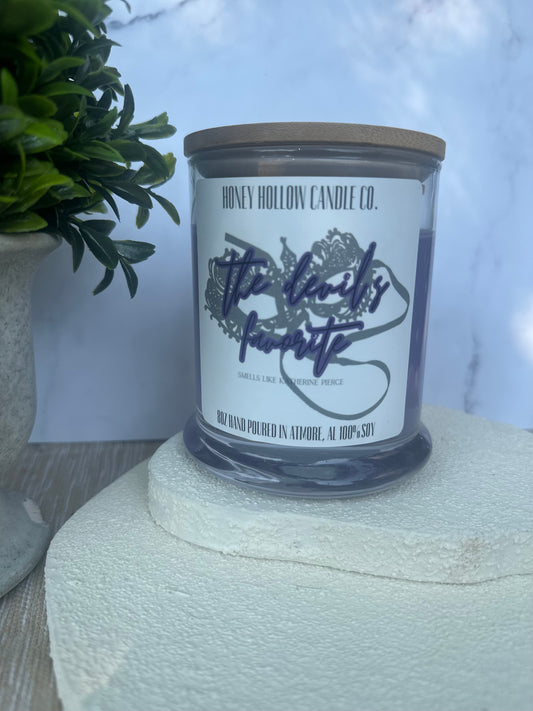 HONEY HOLLOW CANDLE CO.
the devil's
favorite
SMELLS LIKE KATHERINE PIERCE
8OZ HAND POURED IN ATMORE, AL 100% SOY